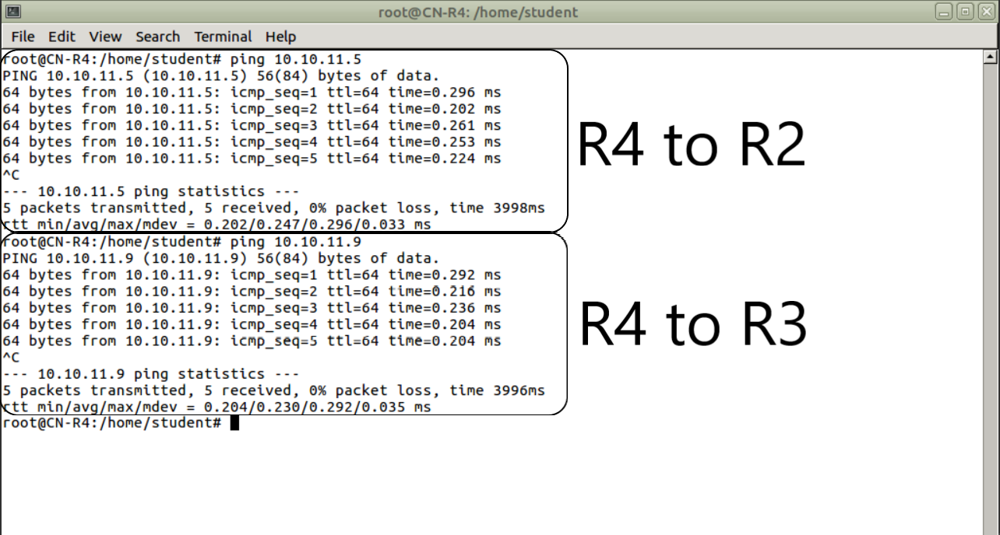 root@CN-R4: /home/student
File Edit View Search Terminal Help
root@CN-R4:/home/student# ping 10.10.11.5
PING 10.10.11.5 (10.10.11.5) 56(84) bytes of data.
64 bytes from 10.10.11.5: icmp_seq=1 ttl=64 time=0.296 ms
64 bytes from 10.10.11.5: icmp_seq=2 ttl=64 time=0.202 ms
64 bytes from 10.10.11.5: icmp_seq=3 ttl=64 time=0.261 ms
64 bytes from 10.10.11.5: icmp_seq=4 ttl=64 time=0.253 ms
64 bytes from 10.10.11.5: icmp_seq=5 ttl=64 time=0.224 ms
^C
--- 10.10.11.5 ping statistics ---
5 packets transmitted, 5 received, 0% packet loss, time 3998ms
rtt min/avg/max/mdev = 0.202/0.247/0.296/0.033 ms
R4 to R2
root@CN-R4:/home/student# ping 10.10.11.9
PING 10.10.11.9 (10.10.11.9) 56(84) bytes of data.
64 bytes from 10.10.11.9: icmp_seq=1 ttl=64 time=0.292 ms
64 bytes from 10.10.11.9: icmp_seq=2 ttl=64 time=0.216 ms
64 bytes from 10.10.11.9: icmp_seq=3 ttl=64 time=0.236 ms
64 bytes from 10.10.11.9: icmp_seq=4 ttl=64 time=0.204 ms
64 bytes from 10.10.11.9: icmp_seq=5 ttl=64 time=0.204 ms
^C
--- 10.10.11.9 ping statistics ---
5 packets transmitted, 5 received, 0% packet loss, time 3996ms
rtt min/avg/max/mdev = 0.204/0.230/0.292/0.035 ms
R4 to R3
root@CN-R4:/home/student#